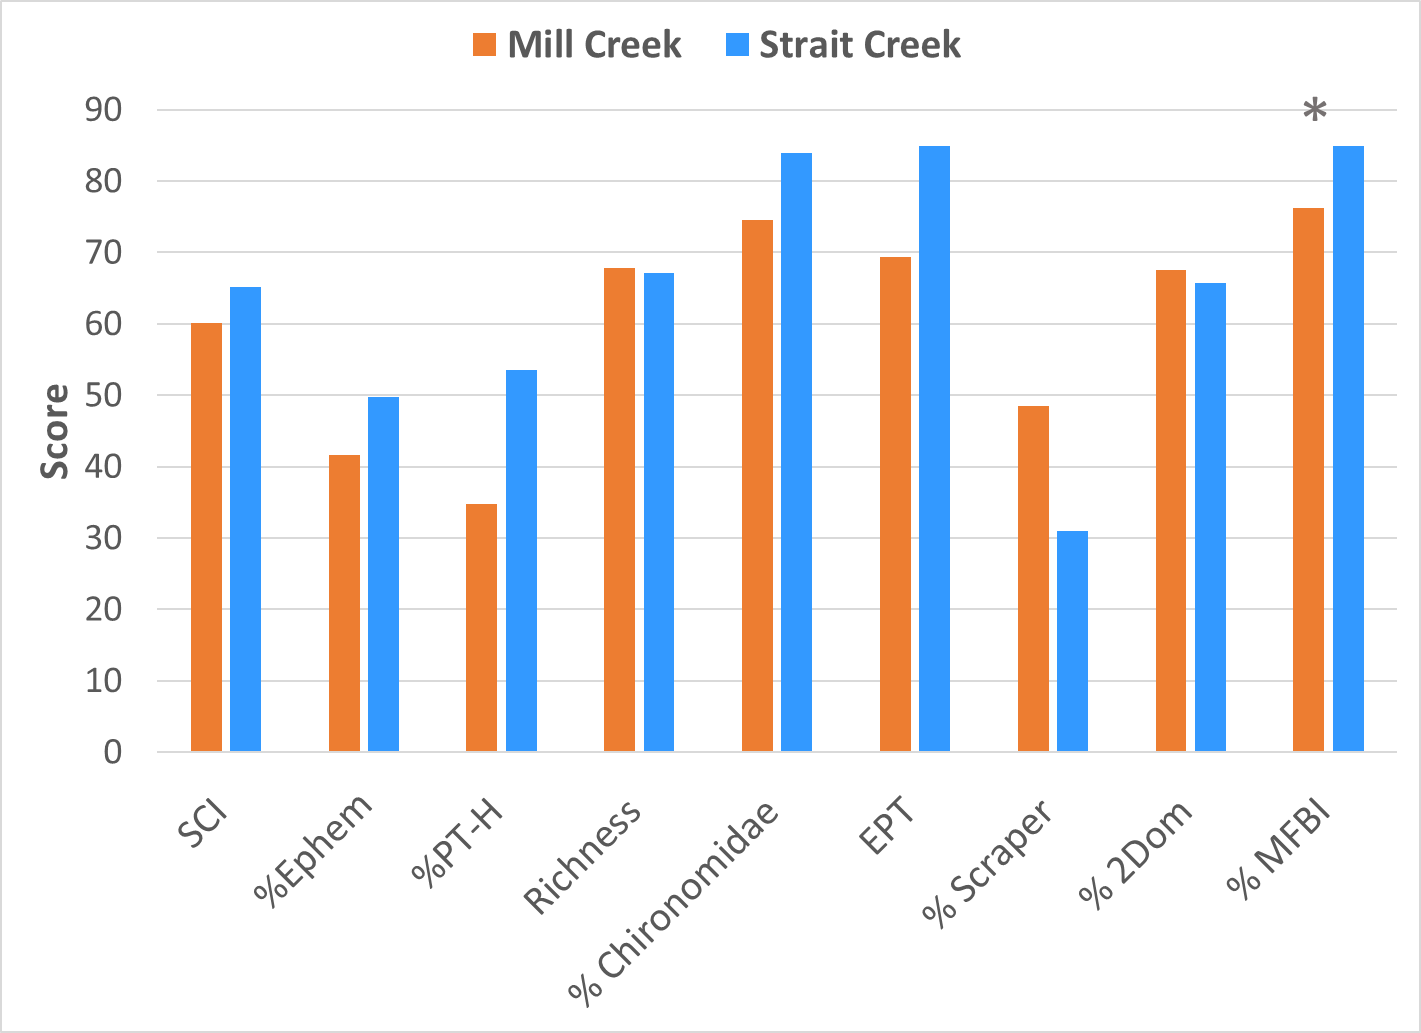 Mill Creek Strait Creek
90
*
80
70
60
50
40
30
20
10
0
Score
SCI
%Ephem
%PT-H
Richness
% Chironomidae
EPT
% Scraper
% 2Dom
% MFBI